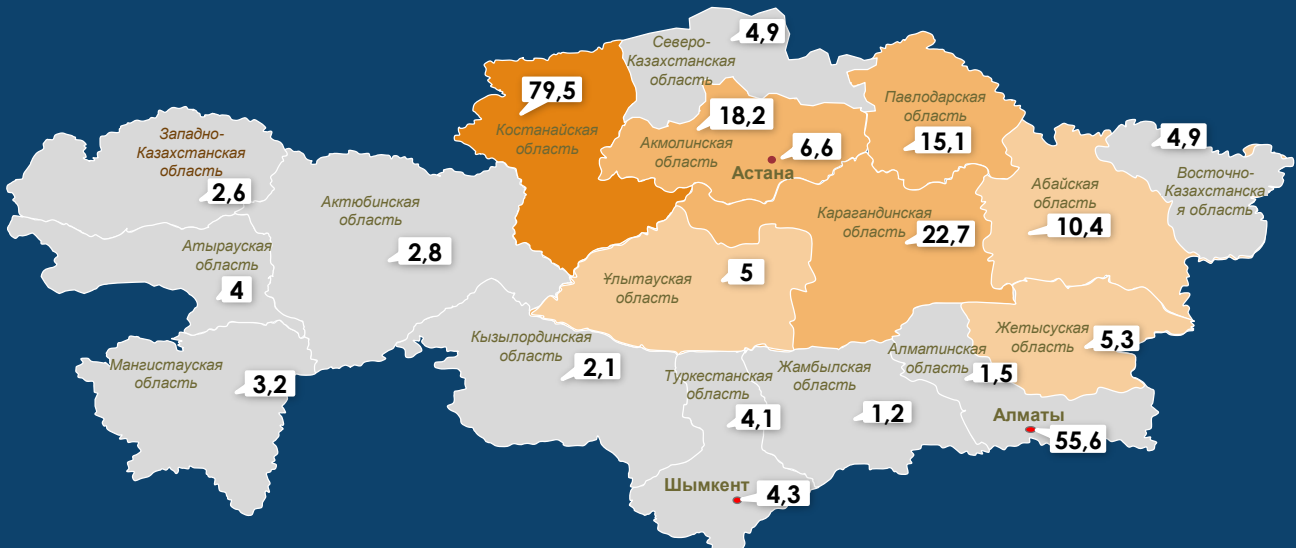 Северо-
Казахстанская
область
4,9
79,5
Костанайская
область
18,2
Акмолинская
область
6,6
Астана
Павлодарская
область
15,1
4,9
Восточно-
Казахстанска
я область
Абайская
область
10,4
Западно-
Казахстанская
область
2,6
Актюбинская
область
2,8
Карагандинская
область
22,7
Атырауская
область
4
Ұлытауская
область
5
Жетысуская
область
5,3
Мангистауская
область
3,2
Кызылординская
область
2,1
Туркестанская
область
4,1
Жамбылская
область
1,2
Алматинская
область
1,5
Алматы
55,6
Шымкент
4,3